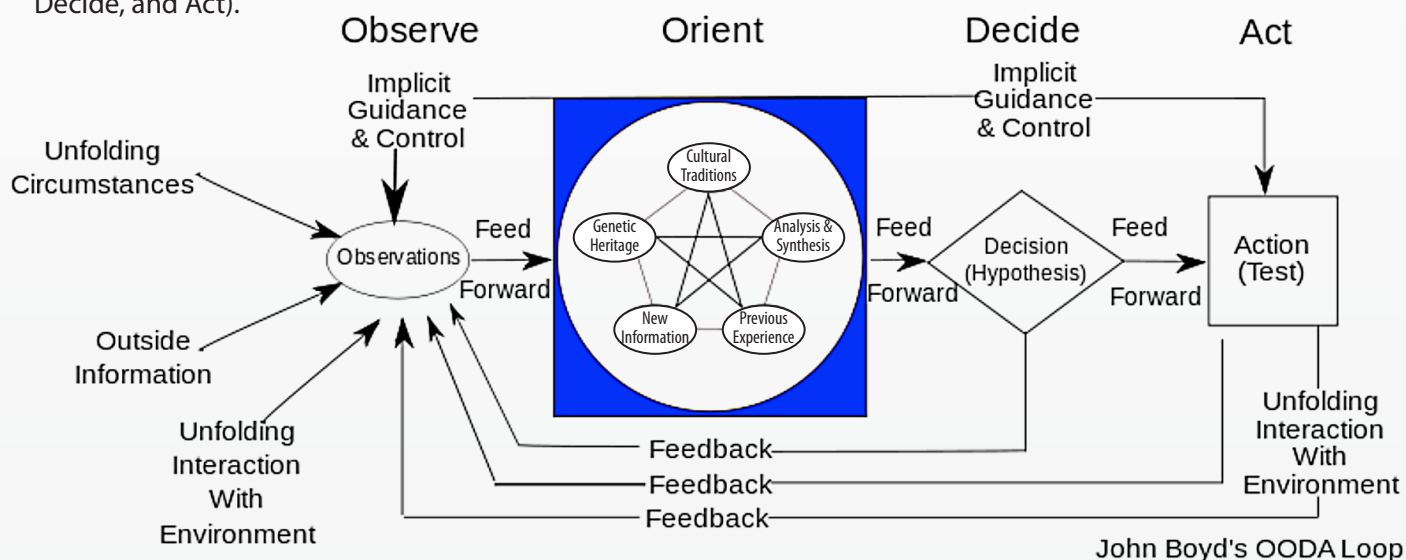 Decide, and Act).
Observe
Orient
Decide
Act
Implicit
Guidance
& Control
Implicit
Guidance
& Control
Unfolding
Circumstances
Observations
Feed
Forward
Cultural
Traditions
Genetic
Heritage
Analysis &
Synthesis
New
Information
Previous
Experience
Feed
Forward
Decision
(Hypothesis)
Feed
Forward
Action
(Test)
Outside
Information
Unfolding
Interaction
With
Environment
Feedback
Feedback
Feedback
Unfolding
Interaction
With
Environment
John Boyd's OODA Loop